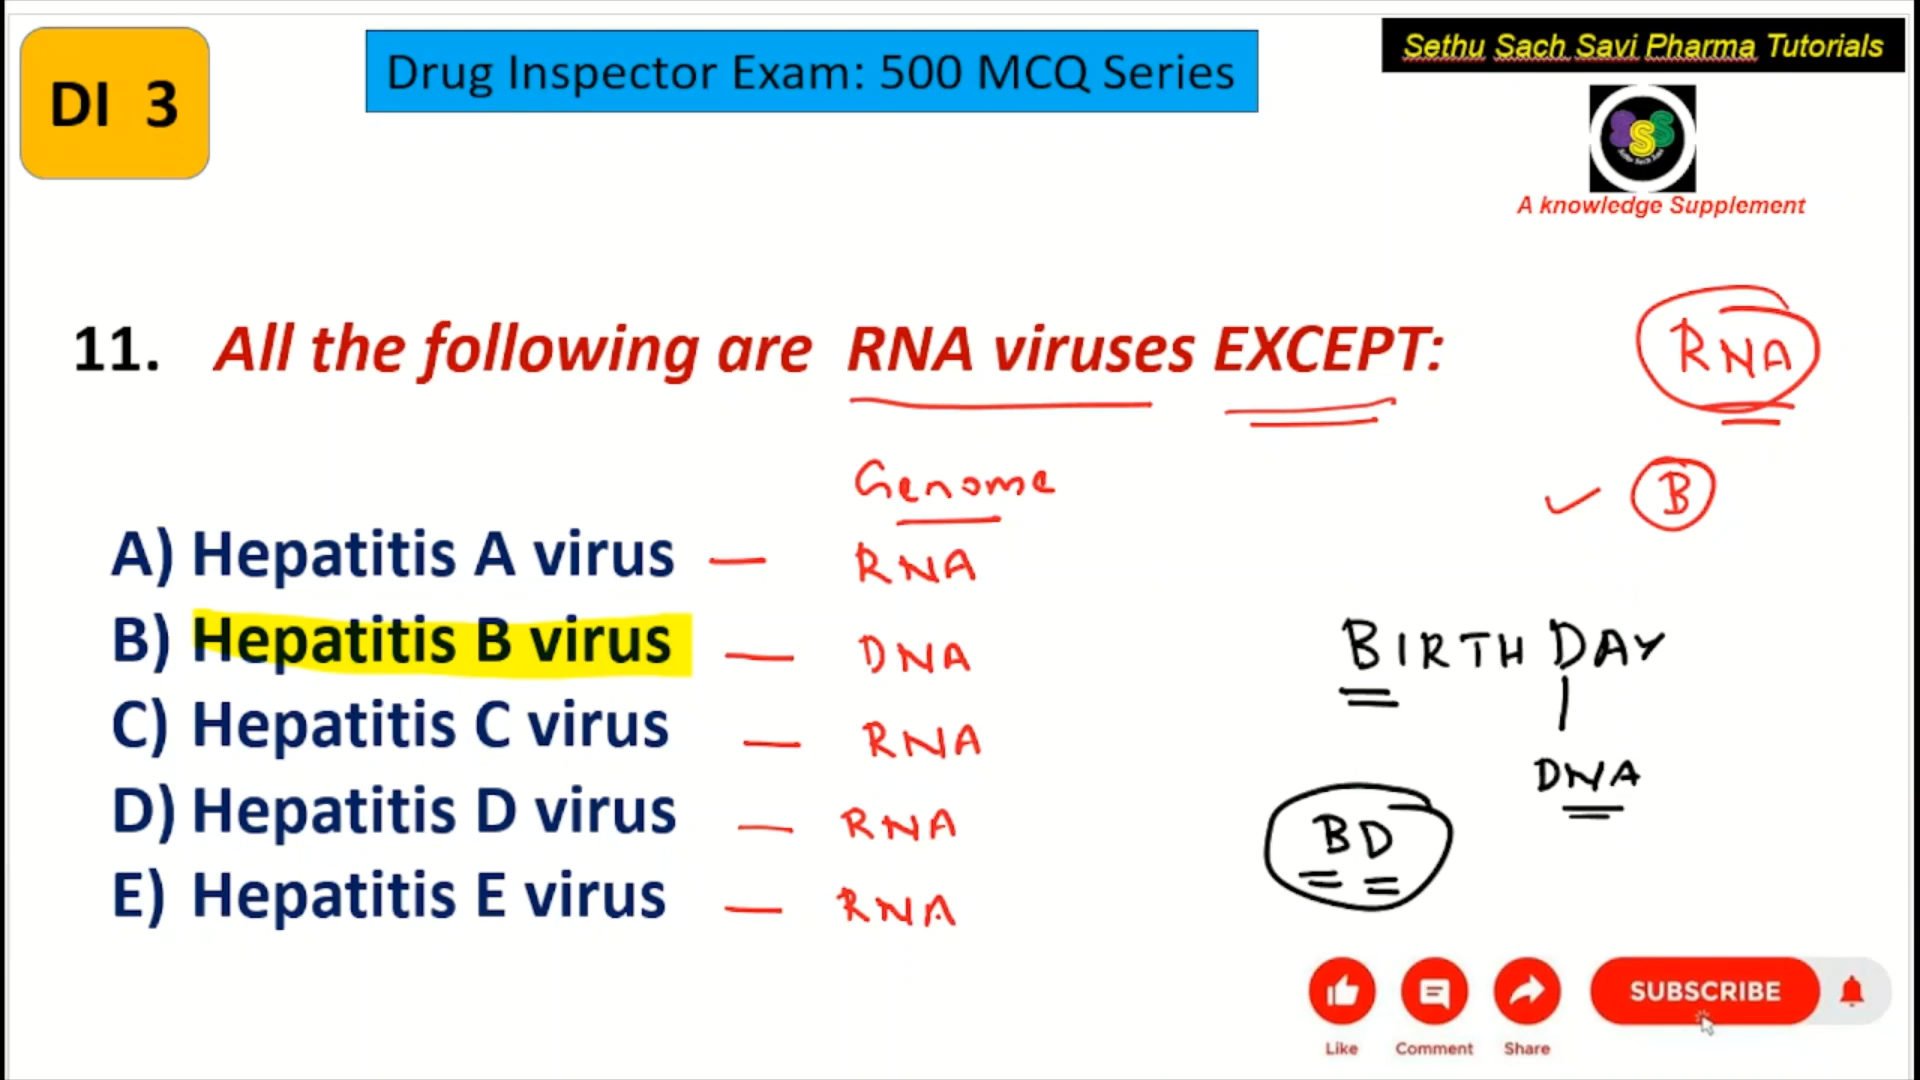 DI 3
Drug Inspector Exam: 500 MCQ Series
Sethu Sach Savi Pharma Tutorials
SSS
A knowledge Supplement
11. All the following are RNA viruses EXCEPT:
RNA
B
Genome
A) Hepatitis A virus — RNA
B) Hepatitis B virus — DNA
C) Hepatitis C virus — RNA
D) Hepatitis D virus — RNA
E) Hepatitis E virus — RNA
BIRTH DAY
DNA
BD
SUBSCRIBE
Like Comment Share